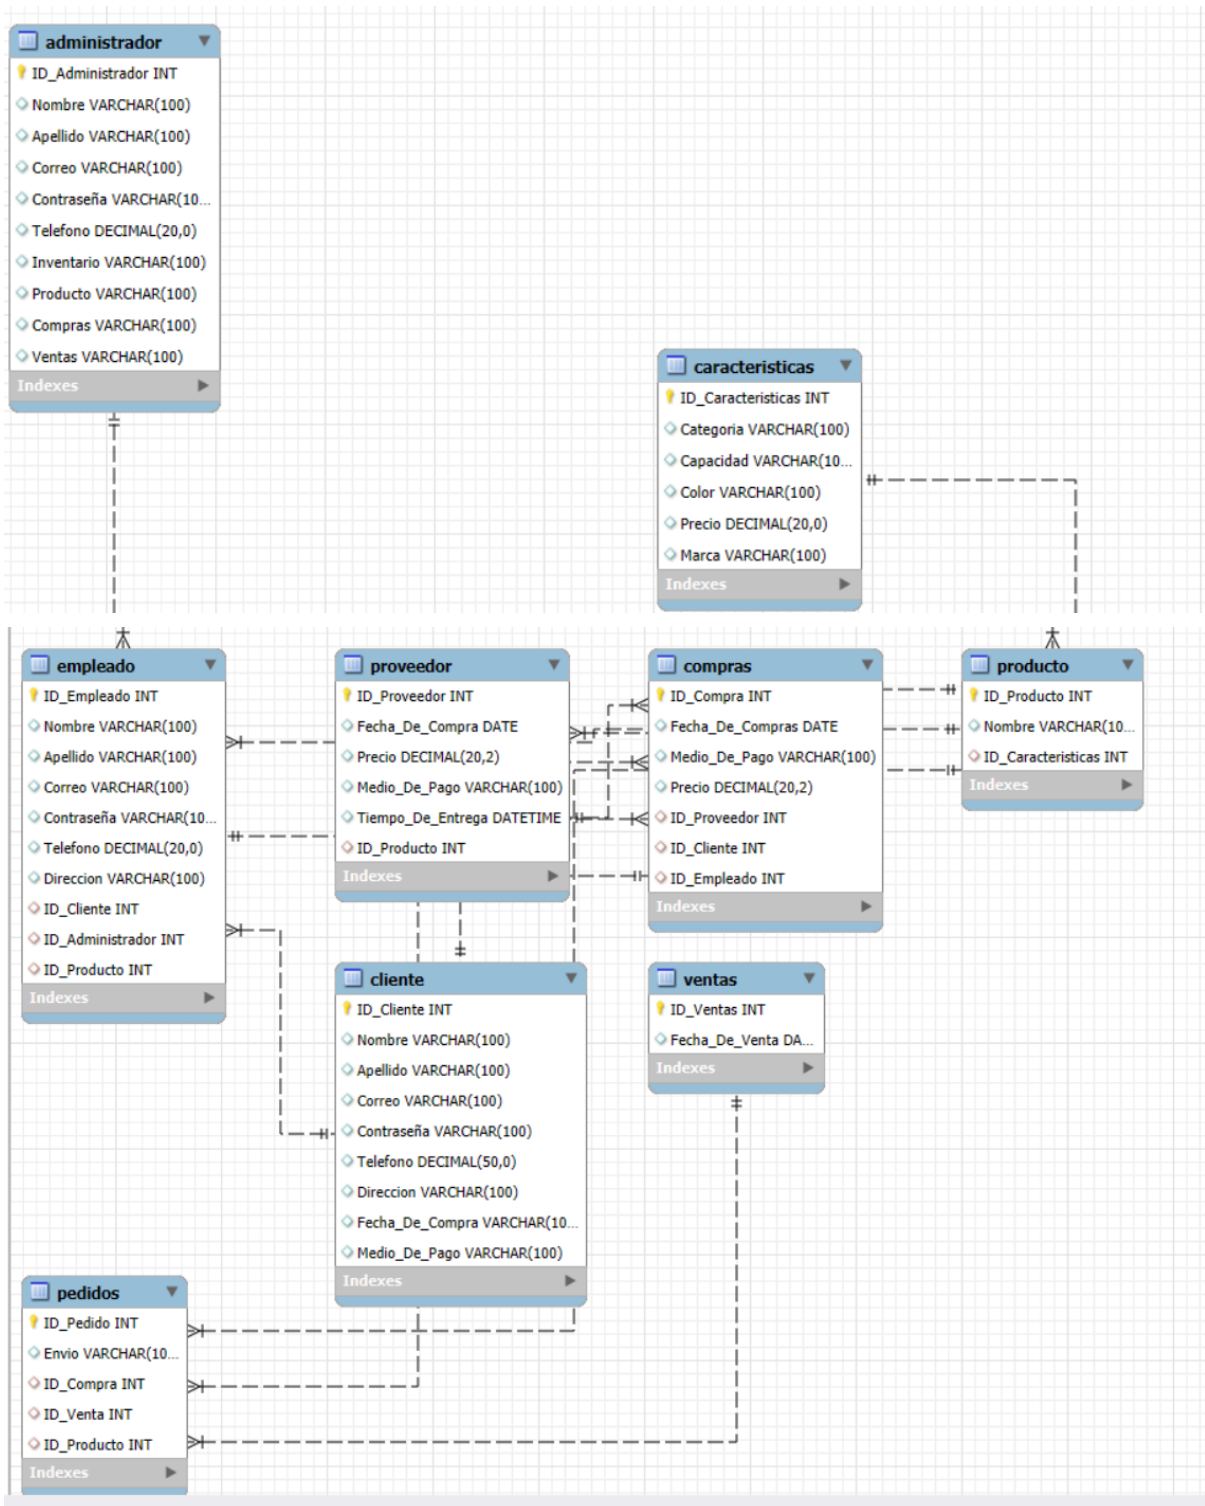 administrador
ID_Administrador INT
Nombre VARCHAR(100)
Apellido VARCHAR(100)
Correo VARCHAR(100)
Contraseña VARCHAR(10...
Telefono DECIMAL(20,0)
Inventario VARCHAR(100)
Producto VARCHAR(100)
Compras VARCHAR(100)
Ventas VARCHAR(100)
Indexes
caracteristicas
ID_Caracteristicas INT
Categoria VARCHAR(100)
Capacidad VARCHAR(10...
Color VARCHAR(100)
Precio DECIMAL(20,0)
Marca VARCHAR(100)
Indexes
empleado
ID_Empleado INT
Nombre VARCHAR(100)
Apellido VARCHAR(100)
Correo VARCHAR(100)
Contraseña VARCHAR(10...
Telefono DECIMAL(20,0)
Direccion VARCHAR(100)
ID_Cliente INT
ID_Administrador INT
ID_Producto INT
Indexes
proveedor
ID_Proveedor INT
Fecha_De_Compra DATE
Precio DECIMAL(20,2)
Medio_De_Pago VARCHAR(100)
Tiempo_De_Entrega DATETIME
ID_Producto INT
Indexes
compras
ID_Compra INT
Fecha_De_Compras DATE
Medio_De_Pago VARCHAR(100)
Precio DECIMAL(20,2)
ID_Proveedor INT
ID_Cliente INT
ID_Empleado INT
Indexes
producto
ID_Producto INT
Nombre VARCHAR(10...
ID_Caracteristicas INT
Indexes
cliente
ID_Cliente INT
Nombre VARCHAR(100)
Apellido VARCHAR(100)
Correo VARCHAR(100)
Contraseña VARCHAR(100)
Telefono DECIMAL(50,0)
Direccion VARCHAR(100)
Fecha_De_Compra VARCHAR(10...
Medio_De_Pago VARCHAR(100)
Indexes
ventas
ID_Ventas INT
Fecha_De_Venta DA...
Indexes
pedidos
ID_Pedido INT
Envio VARCHAR(10...
ID_Compra INT
ID_Venta INT
ID_Producto INT
Indexes